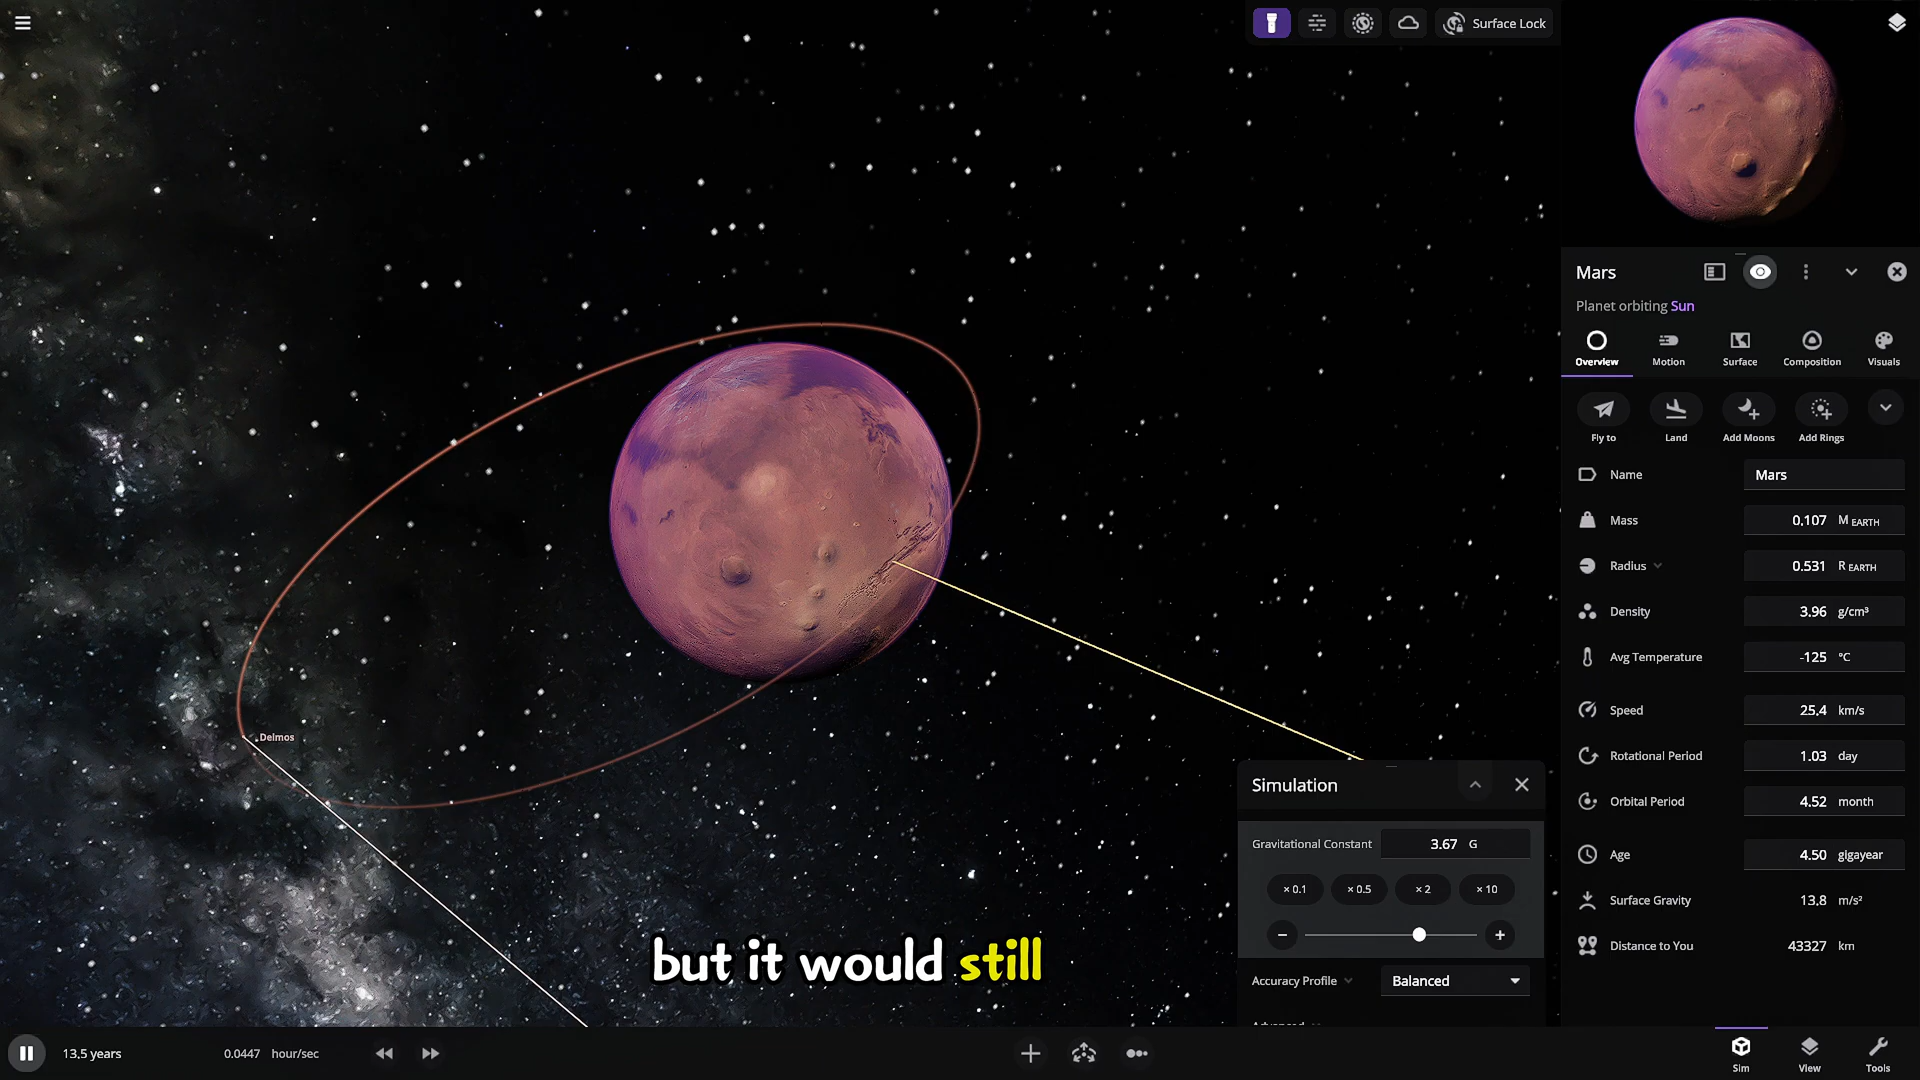 Surface Lock
Mars
Planet orbiting Sun
Overview
Motion
Surface
Composition
Visuals
Fly to
Land
Add Moons
Add Rings
Name
Mars
Mass
0.107 M EARTH
Radius
0.531 R EARTH
Density
3.96 g/cm³
Avg Temperature
-125 °C
Speed
25.4 km/s
Rotational Period
1.03 day
Orbital Period
4.52 month
Age
4.50 gigayear
Surface Gravity
13.8 m/s²
Distance to You
43327 km
Deimos
Simulation
Gravitational Constant
3.67 G
× 0.1
× 0.5
× 2
× 10
Accuracy Profile
Balanced
Advanced
but it would still
13.5 years
0.0447 hour/sec
Sim
View
Tools